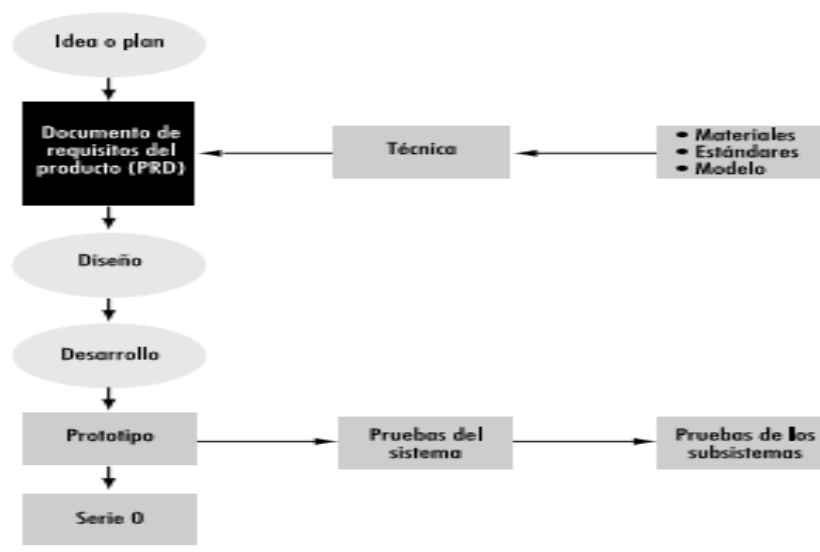 Idea o plan
Documento de
requisitos del
producto (PRD)
Técnica
• Materiales
• Estándares
• Modelo
Diseño
Desarrollo
Prototipo
Pruebas del
sistema
Pruebas de los
subsistemas
Serie 0